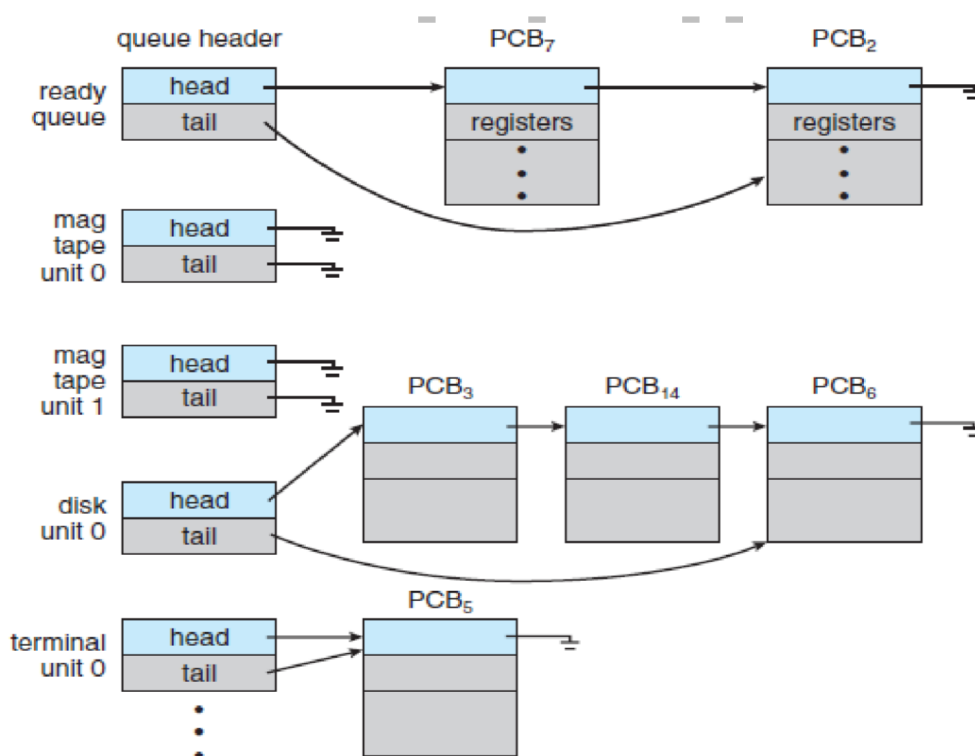 queue header
PCB₇
PCB₂
ready
queue
head
tail
registers
registers
mag
tape
unit 0
head
tail
mag
tape
unit 1
head
tail
PCB₃
PCB₁₄
PCB₆
disk
unit 0
head
tail
PCB₅
terminal
unit 0
head
tail